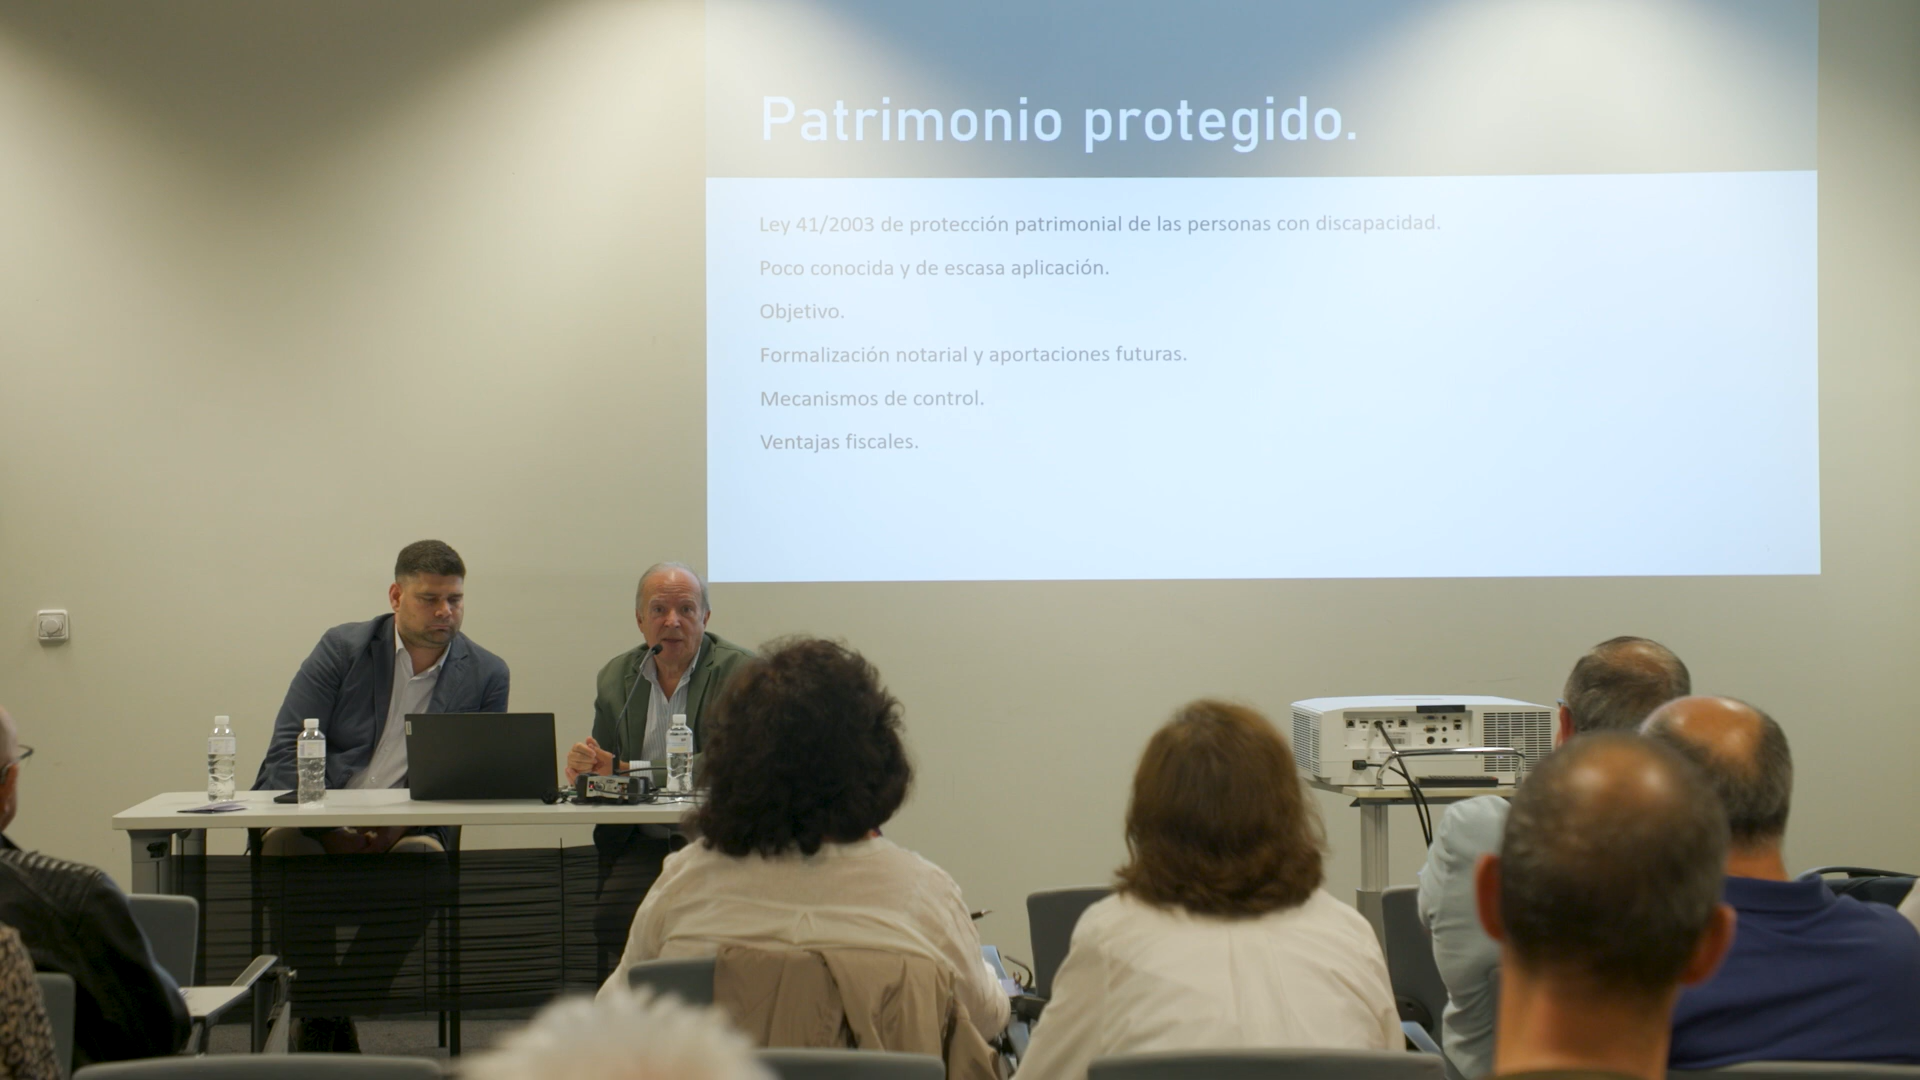 Patrimonio protegido.
Ley 41/2003 de protección patrimonial de las personas con discapacidad.
Poco conocida y de escasa aplicación.
Objetivo.
Formalización notarial y aportaciones futuras.
Mecanismos de control.
Ventajas fiscales.